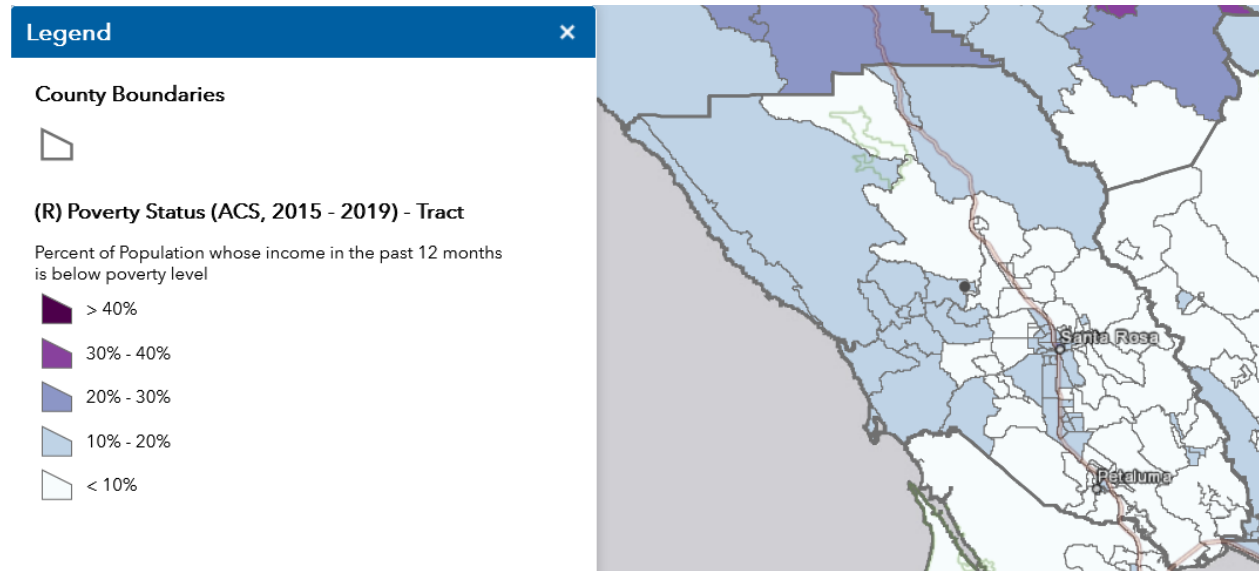 Legend ×
County Boundaries
(R) Poverty Status (ACS, 2015 - 2019) - Tract
Percent of Population whose income in the past 12 months
is below poverty level
> 40%
30% - 40%
20% - 30%
10% - 20%
< 10%
Santa Rosa
Petaluma